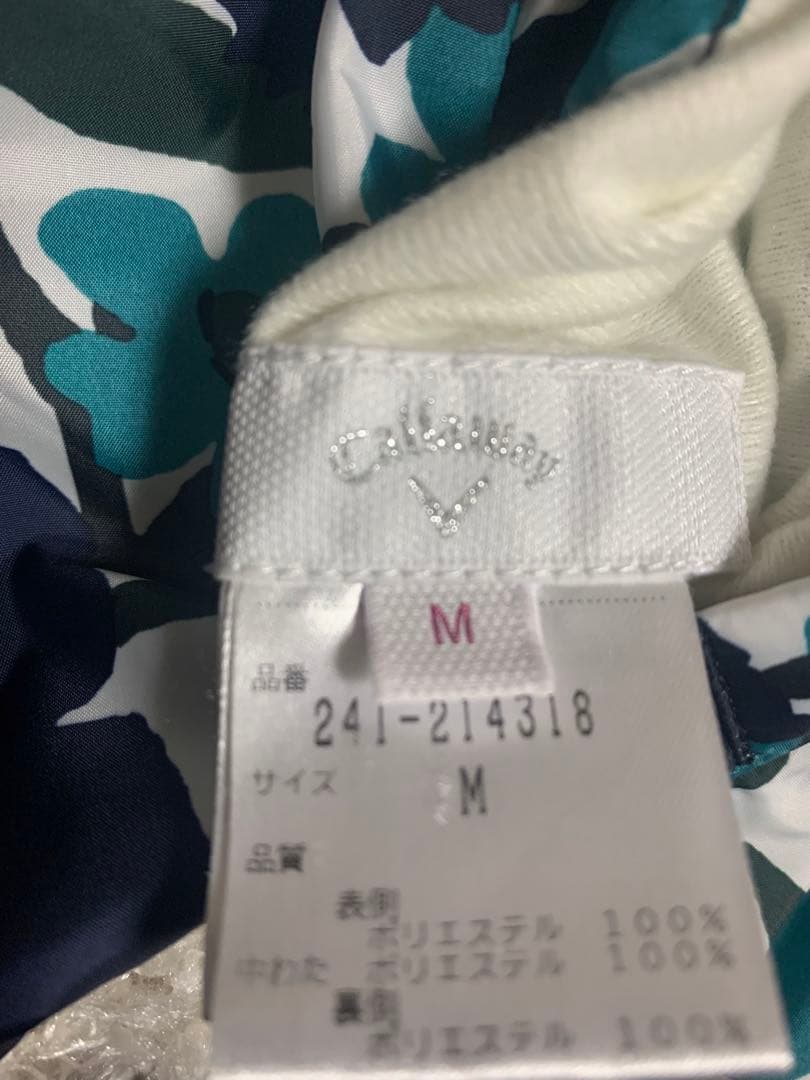 Callaway
M
品番
241-214318
サイズ M
品質
表側
ポリエステル 100%
中わた ポリエステル 100%
裏側
ポリエステル 100%